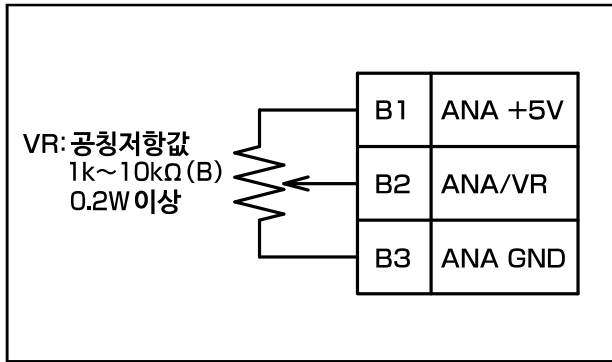 VR: 공칭저항값
1k～10kΩ(B)
0.2W 이상
B1 ANA +5V
B2 ANA/VR
B3 ANA GND